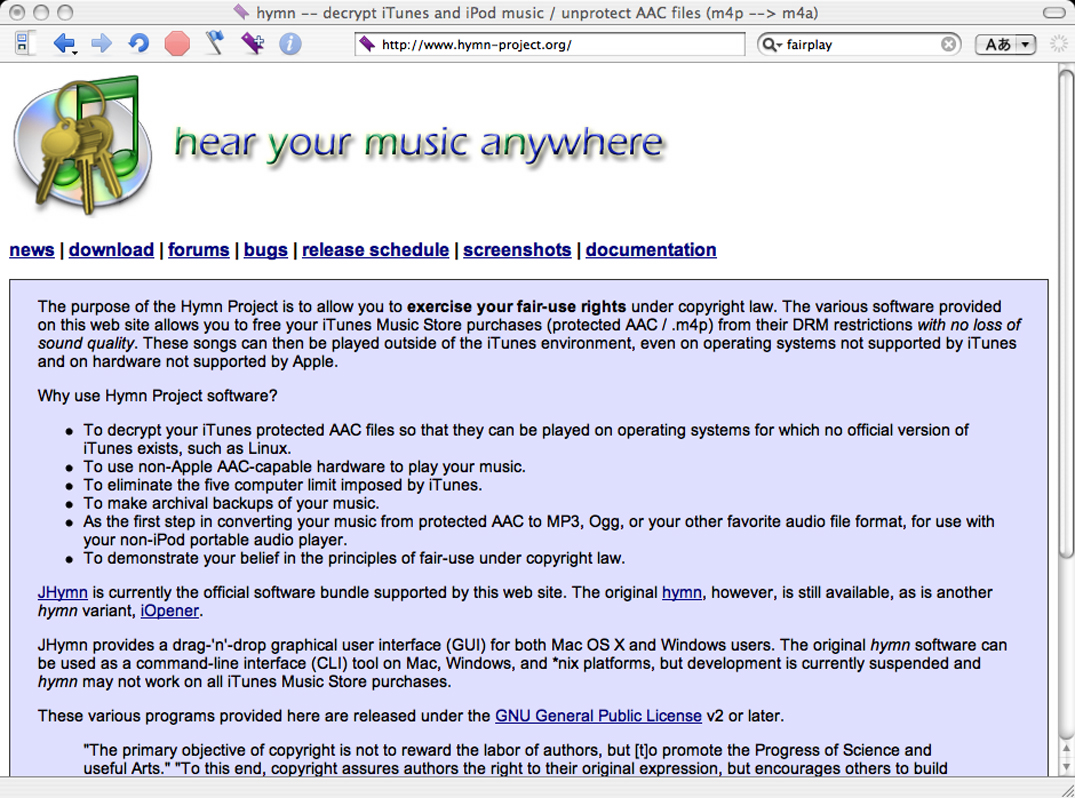 hymn -- decrypt iTunes and iPod music / unprotect AAC files (m4p --> m4a)
http://www.hymn-project.org/
fairplay
Aあ
hear your music anywhere
news | download | forums | bugs | release schedule | screenshots | documentation
The purpose of the Hymn Project is to allow you to exercise your fair-use rights under copyright law. The various software provided
on this web site allows you to free your iTunes Music Store purchases (protected AAC / .m4p) from their DRM restrictions with no loss of
sound quality. These songs can then be played outside of the iTunes environment, even on operating systems not supported by iTunes
and on hardware not supported by Apple.
Why use Hymn Project software?
• To decrypt your iTunes protected AAC files so that they can be played on operating systems for which no official version of
iTunes exists, such as Linux.
• To use non-Apple AAC-capable hardware to play your music.
• To eliminate the five computer limit imposed by iTunes.
• To make archival backups of your music.
• As the first step in converting your music from protected AAC to MP3, Ogg, or your other favorite audio file format, for use with
your non-iPod portable audio player.
• To demonstrate your belief in the principles of fair-use under copyright law.
JHymn is currently the official software bundle supported by this web site. The original hymn, however, is still available, as is another
hymn variant, iOpener.
JHymn provides a drag-'n'-drop graphical user interface (GUI) for both Mac OS X and Windows users. The original hymn software can
be used as a command-line interface (CLI) tool on Mac, Windows, and *nix platforms, but development is currently suspended and
hymn may not work on all iTunes Music Store purchases.
These various programs provided here are released under the GNU General Public License v2 or later.
"The primary objective of copyright is not to reward the labor of authors, but [t]o promote the Progress of Science and
useful Arts." "To this end, copyright assures authors the right to their original expression, but encourages others to build